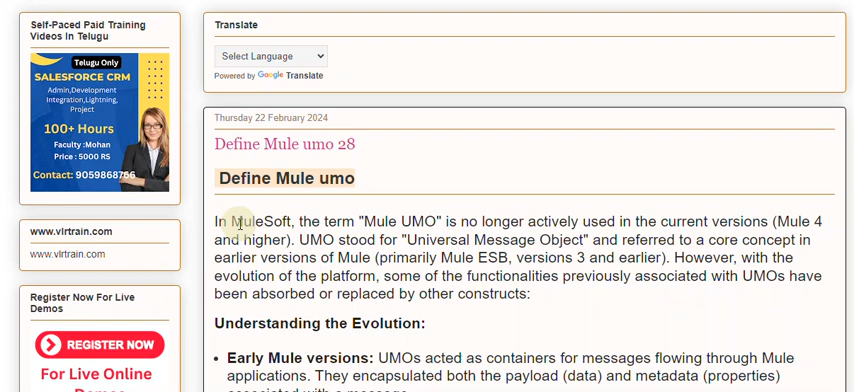 Self-Paced Paid Training
Videos In Telugu
Telugu Only
SALESFORCE CRM
Admin,Development
Integration,Lightning,
Project
100+ Hours
Faculty :Mohan
Price : 5000 RS
Contact: 9059868766
www.vlrtrain.com
www.vlrtrain.com
Register Now For Live
Demos
REGISTER NOW
For Live Online
Demos
Translate
Select Language
Powered by Google Translate
Thursday 22 February 2024
Define Mule umo 28
Define Mule umo
In MuleSoft, the term "Mule UMO" is no longer actively used in the current versions (Mule 4
and higher). UMO stood for "Universal Message Object" and referred to a core concept in
earlier versions of Mule (primarily Mule ESB, versions 3 and earlier). However, with the
evolution of the platform, some of the functionalities previously associated with UMOs have
been absorbed or replaced by other constructs:
Understanding the Evolution:
• Early Mule versions: UMOs acted as containers for messages flowing through Mule
applications. They encapsulated both the payload (data) and metadata (properties)
associated with a message.